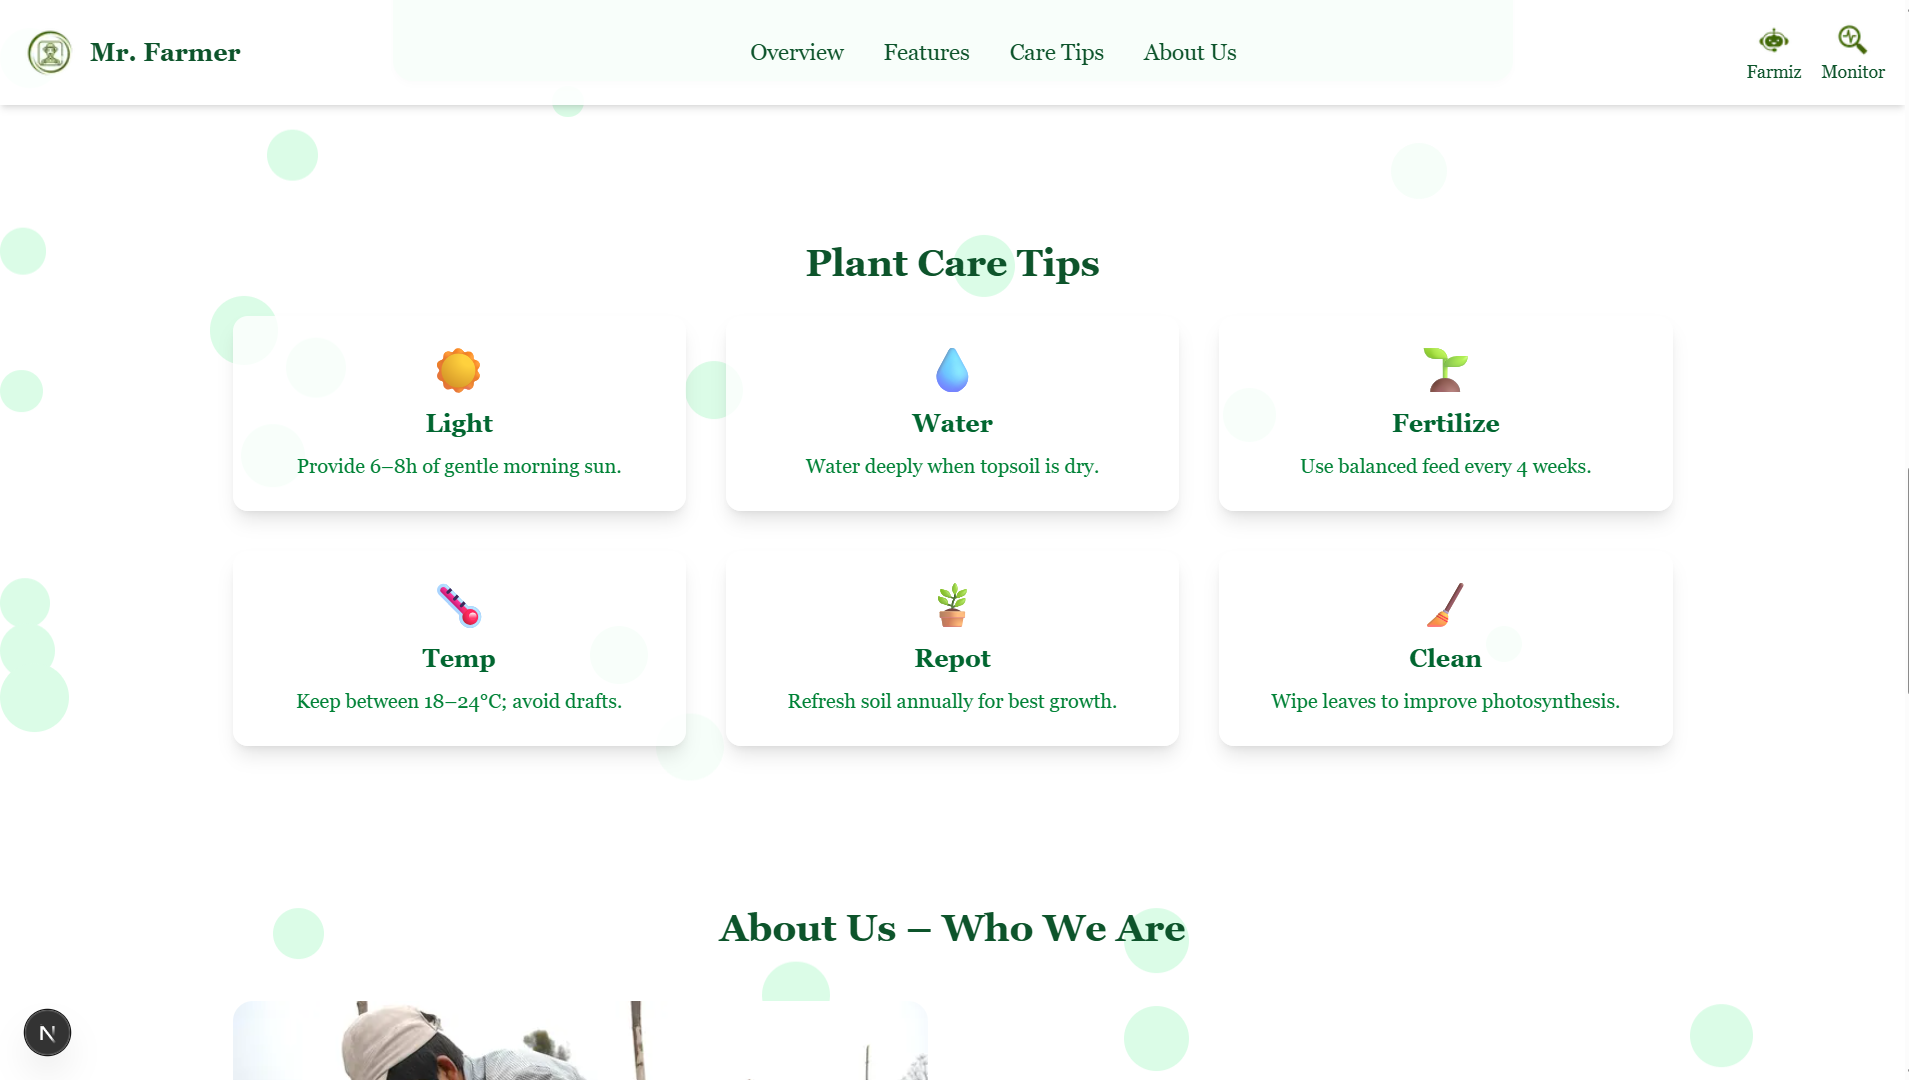 Mr. Farmer
Overview Features Care Tips About Us
Farmiz Monitor
Plant Care Tips
Light
Provide 6–8h of gentle morning sun.
Water
Water deeply when topsoil is dry.
Fertilize
Use balanced feed every 4 weeks.
Temp
Keep between 18–24°C; avoid drafts.
Repot
Refresh soil annually for best growth.
Clean
Wipe leaves to improve photosynthesis.
About Us – Who We Are
N